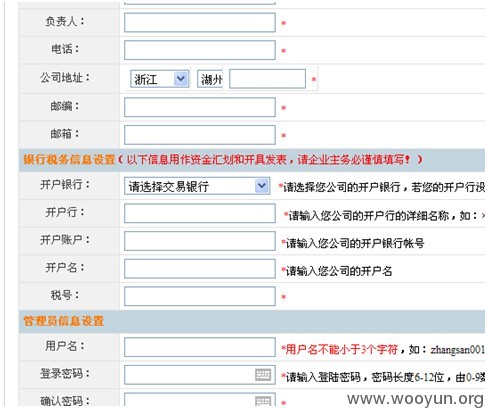 负责人： *
电话： *
公司地址： 浙江 湖州 *
邮编： *
邮箱： *
银行税务信息设置（以下信息用作资金汇划和开具发表，请企业主务必谨慎填写！）
开户银行： 请选择交易银行 *请选择您公司的开户银行，若您的开户行没
开户行： *请输入您公司的开户行的详细名称，如：
开户账户： *请输入您公司的开户银行帐号
开户名： *请输入您公司的开户名
税号： *
管理员信息设置
用户名： *用户名不能小于3个字符，如：zhangsan001
登录密码： *请输入登陆密码，密码长度6-12位，由0-9数
确认密码： *
www.wooyun.org